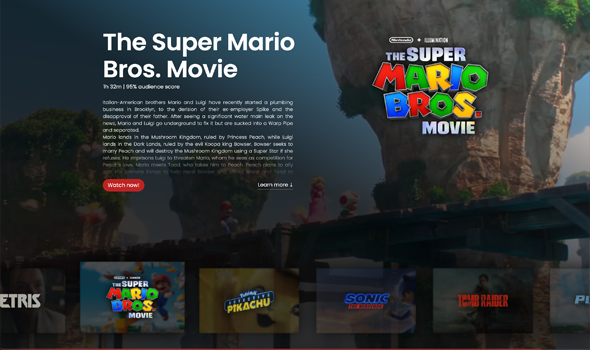 The Super Mario
Bros. Movie
1h 32m | 95% audience score
Italian-American brothers Mario and Luigi have recently started a plumbing
business in Brooklyn, to the derision of their ex-employer Spike and the
disapproval of their father. After seeing a significant water main leak on the
news, Mario and Luigi go underground to fix it but are sucked into a Warp Pipe
and separated.
Mario lands in the Mushroom Kingdom, ruled by Princess Peach, while Luigi
lands in the Dark Lands, ruled by the evil Koopa king Bowser. Bowser seeks to
marry Peach and will destroy the Mushroom Kingdom using a Super Star if she
refuses. He imprisons Luigi to threaten Mario, whom he sees as competition for
Peach's love. Mario meets Toad, who takes him to Peach. Peach plans to ally
Watch now!
Learn more ↓
Nintendo ILLUMINATION
THE SUPER
MARIO
BROS.
MOVIE
ETRIS
THE SUPER
MARIO
BROS.
MOVIE
POKÉMON
DETECTIVE
PIKACHU
SONIC
THE HEDGEHOG
TOMB RAIDER
PI